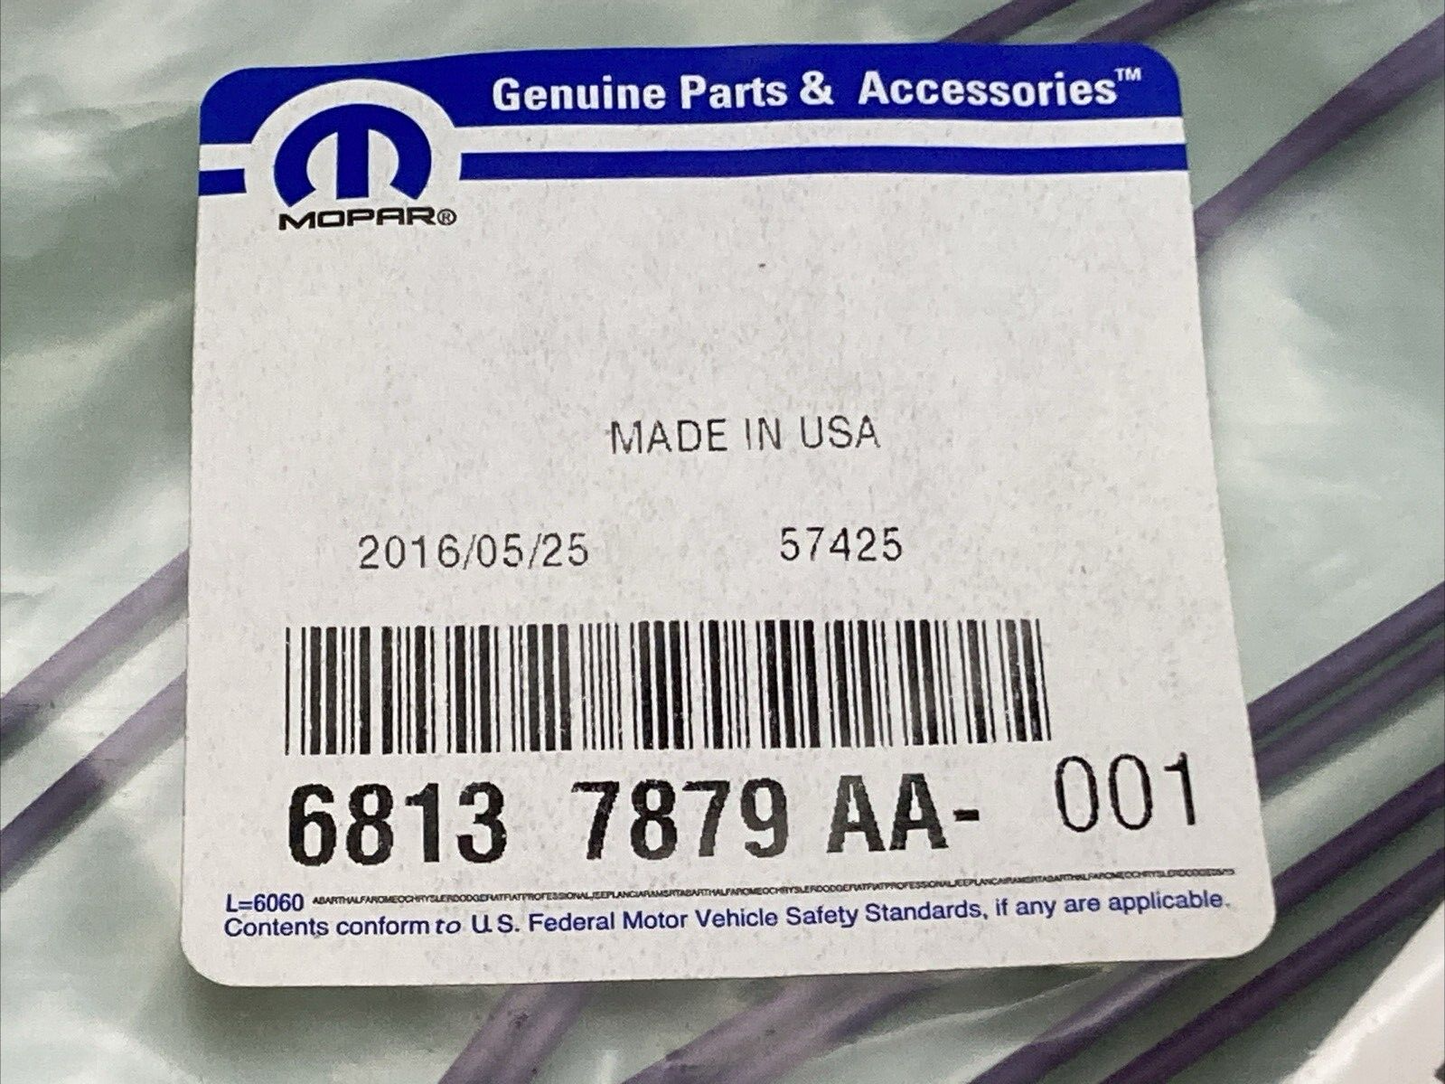 Genuine Parts & Accessories™
MOPAR®
MADE IN USA
2016/05/25 57425
6813 7879 AA- 001
L=6060
Contents conform to U.S. Federal Motor Vehicle Safety Standards, if any are applicable.